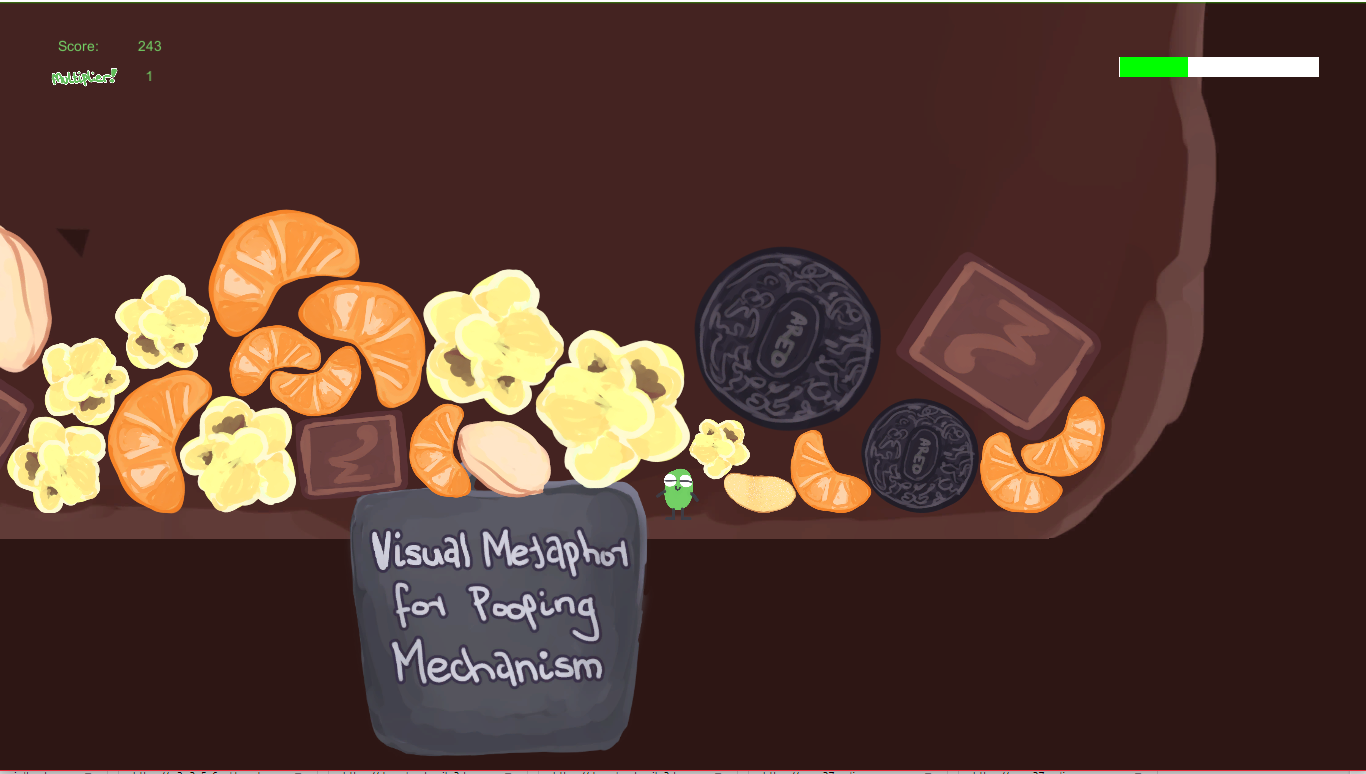 Score: 243
Multiplier! 1
AREO
AREO
Visual Metaphor
for Pooping
Mechanism